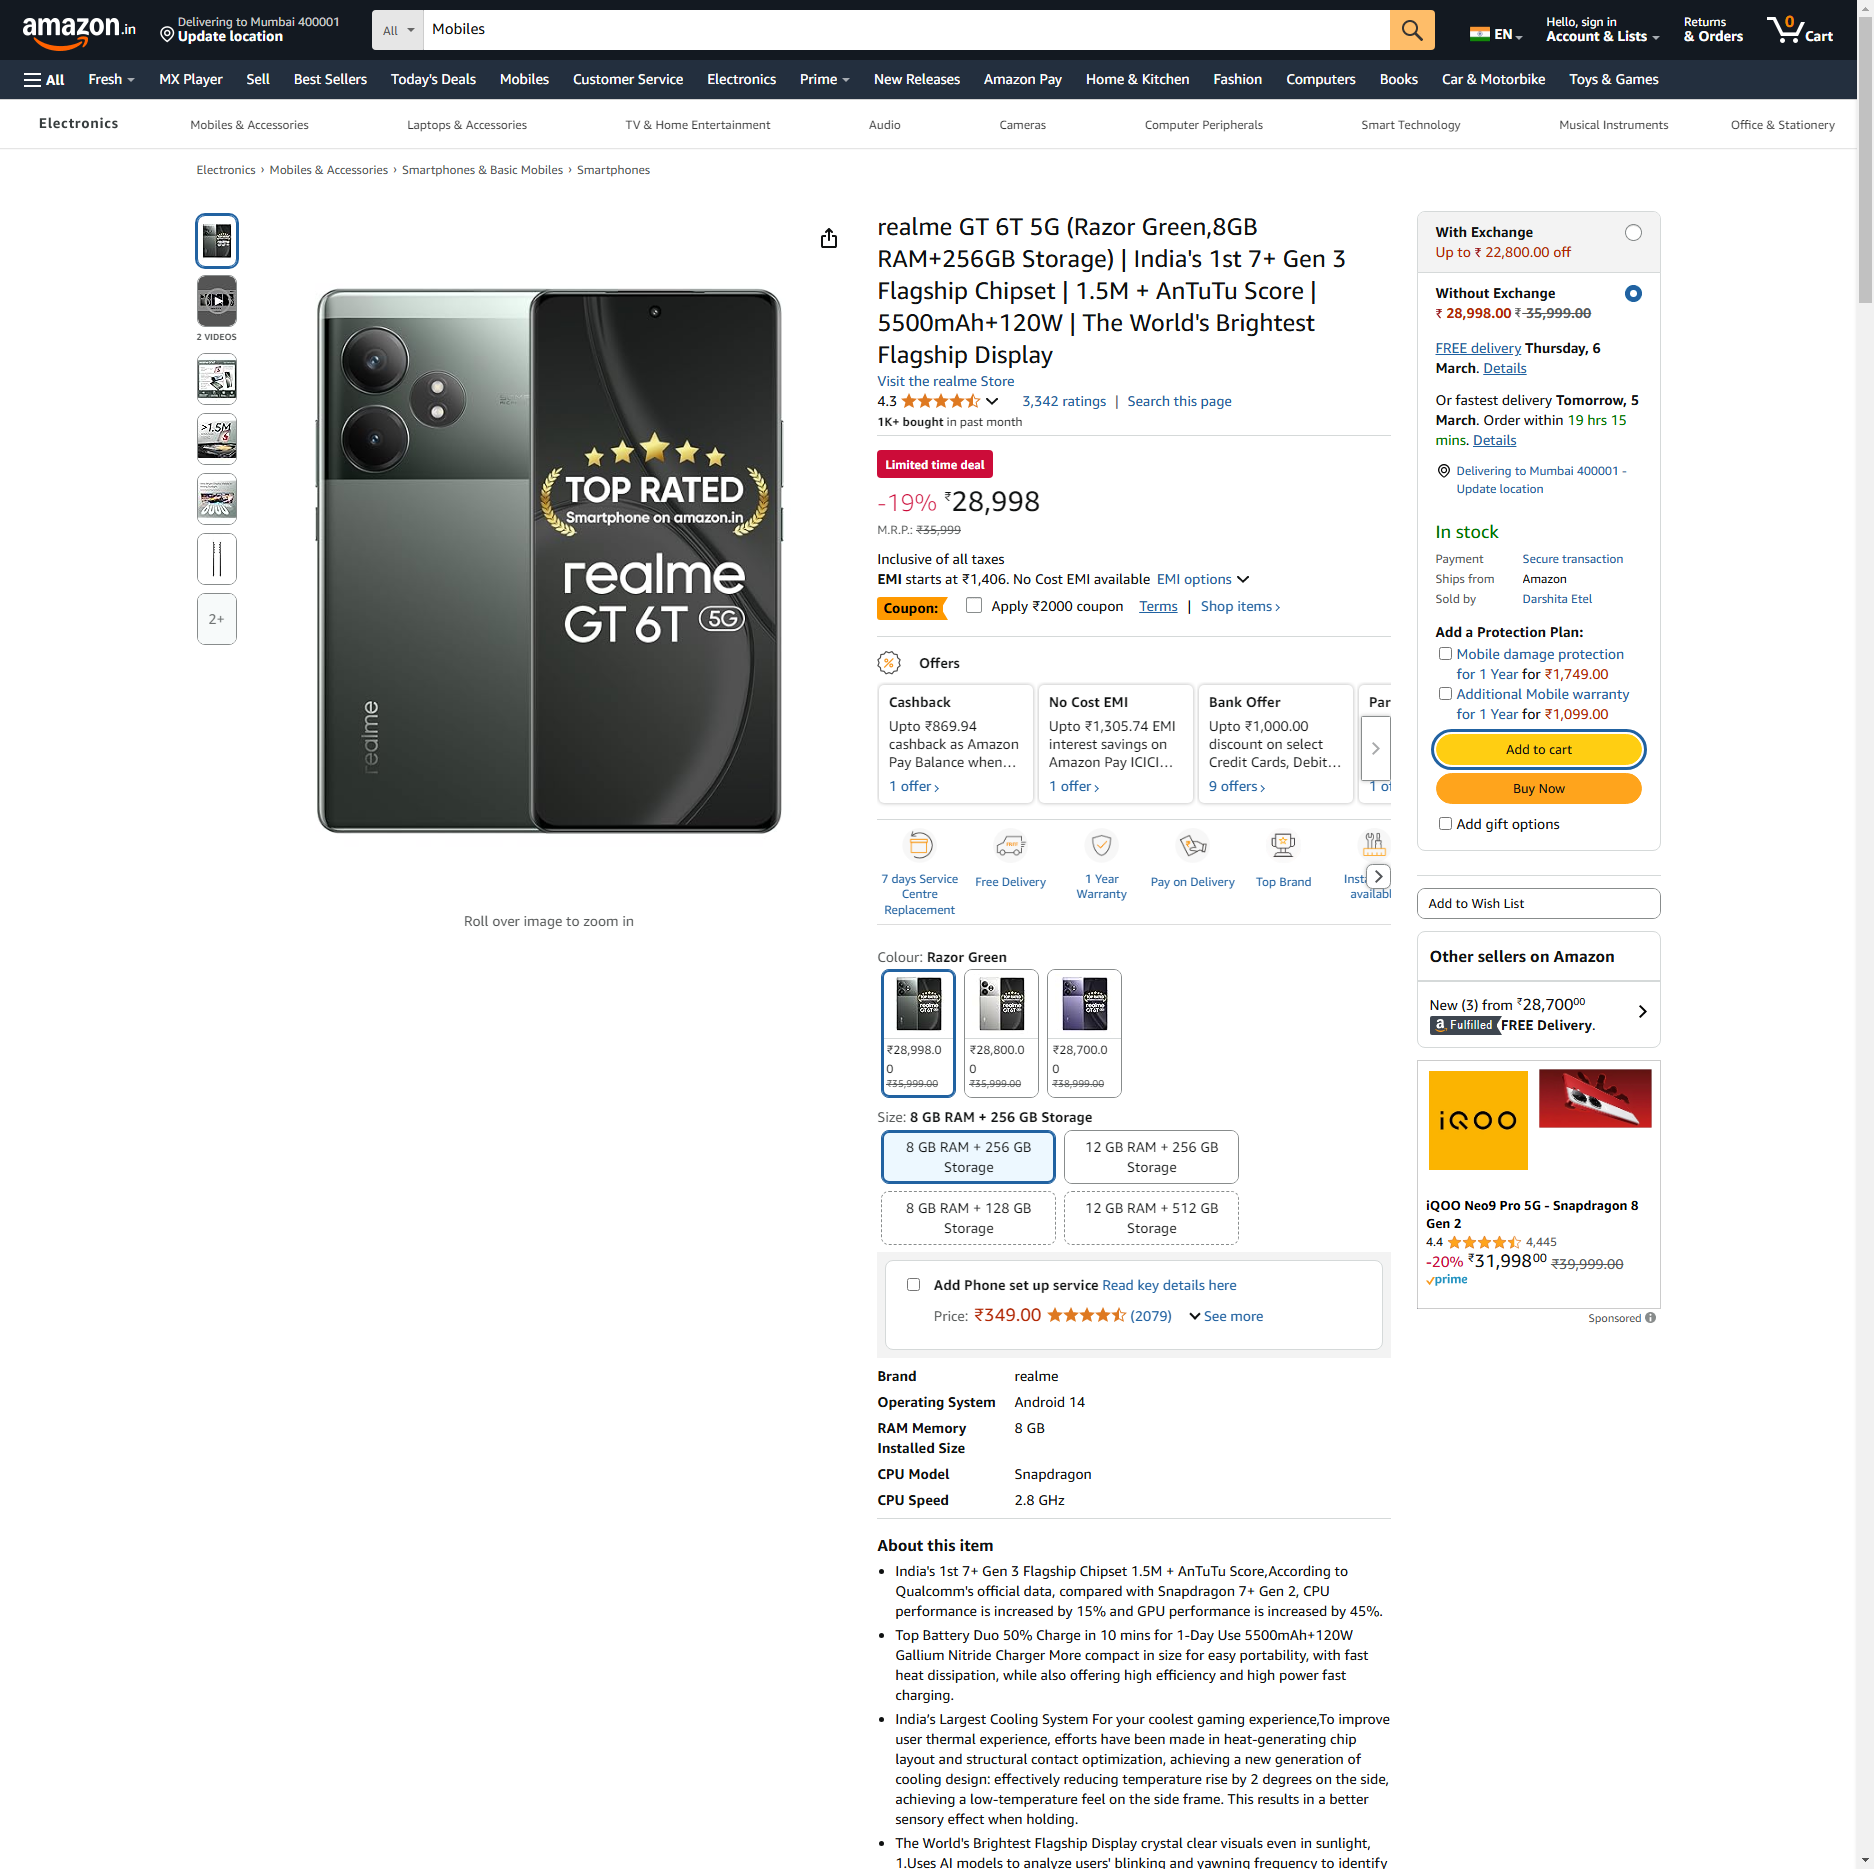 amazon.in
Delivering to Mumbai 400001
Update location
All
Mobiles
EN
Hello, sign in
Account & Lists
Returns
& Orders
0
Cart
All
Fresh
MX Player
Sell
Best Sellers
Today's Deals
Mobiles
Customer Service
Electronics
Prime
New Releases
Amazon Pay
Home & Kitchen
Fashion
Computers
Books
Car & Motorbike
Toys & Games
Electronics
Mobiles & Accessories
Laptops & Accessories
TV & Home Entertainment
Audio
Cameras
Computer Peripherals
Smart Technology
Musical Instruments
Office & Stationery
Electronics › Mobiles & Accessories › Smartphones & Basic Mobiles › Smartphones
2 VIDEOS
>1.5M
2+
TOP RATED
Smartphone on amazon.in
realme
GT 6T 5G
realme
Roll over image to zoom in
realme GT 6T 5G (Razor Green,8GB
RAM+256GB Storage) | India's 1st 7+ Gen 3
Flagship Chipset | 1.5M + AnTuTu Score |
5500mAh+120W | The World's Brightest
Flagship Display
Visit the realme Store
4.3
3,342 ratings | Search this page
1K+ bought in past month
Limited time deal
-19% ₹28,998
M.R.P.: ₹35,999
Inclusive of all taxes
EMI starts at ₹1,406. No Cost EMI available EMI options
Coupon: Apply ₹2000 coupon Terms | Shop items ›
Offers
Cashback
Upto ₹869.94
cashback as Amazon
Pay Balance when…
1 offer ›
No Cost EMI
Upto ₹1,305.74 EMI
interest savings on
Amazon Pay ICICI…
1 offer ›
Bank Offer
Upto ₹1,000.00
discount on select
Credit Cards, Debit…
9 offers ›
Par
1 of
7 days Service
Centre
Replacement
Free Delivery
1 Year
Warranty
Pay on Delivery
Top Brand
Insta
availabl
Colour: Razor Green
₹28,998.0
0
₹35,999.00
₹28,800.0
0
₹35,999.00
₹28,700.0
0
₹38,999.00
Size: 8 GB RAM + 256 GB Storage
8 GB RAM + 256 GB
Storage
12 GB RAM + 256 GB
Storage
8 GB RAM + 128 GB
Storage
12 GB RAM + 512 GB
Storage
Add Phone set up service Read key details here
Price: ₹349.00 (2079) See more
Brand realme
Operating System Android 14
RAM Memory 8 GB
Installed Size
CPU Model Snapdragon
CPU Speed 2.8 GHz
About this item
• India's 1st 7+ Gen 3 Flagship Chipset 1.5M + AnTuTu Score,According to
Qualcomm's official data, compared with Snapdragon 7+ Gen 2, CPU
performance is increased by 15% and GPU performance is increased by 45%.
• Top Battery Duo 50% Charge in 10 mins for 1-Day Use 5500mAh+120W
Gallium Nitride Charger More compact in size for easy portability, with fast
heat dissipation, while also offering high efficiency and high power fast
charging.
• India’s Largest Cooling System For your coolest gaming experience,To improve
user thermal experience, efforts have been made in heat-generating chip
layout and structural contact optimization, achieving a new generation of
cooling design: effectively reducing temperature rise by 2 degrees on the side,
achieving a low-temperature feel on the side frame. This results in a better
sensory effect when holding.
• The World's Brightest Flagship Display crystal clear visuals even in sunlight,
1.Uses AI models to analyze users' blinking and yawning frequency to identify
With Exchange
Up to ₹ 22,800.00 off
Without Exchange
₹ 28,998.00 ₹ 35,999.00
FREE delivery Thursday, 6
March. Details
Or fastest delivery Tomorrow, 5
March. Order within 19 hrs 15
mins. Details
Delivering to Mumbai 400001 -
Update location
In stock
Payment Secure transaction
Ships from Amazon
Sold by Darshita Etel
Add a Protection Plan:
Mobile damage protection
for 1 Year for ₹1,749.00
Additional Mobile warranty
for 1 Year for ₹1,099.00
Add to cart
Buy Now
Add gift options
Add to Wish List
Other sellers on Amazon
New (3) from ₹28,700⁰⁰
a Fulfilled FREE Delivery.
iQOO
iQOO Neo9 Pro 5G - Snapdragon 8
Gen 2
4.4 4,445
-20% ₹31,998⁰⁰ ₹39,999.00
prime
Sponsored